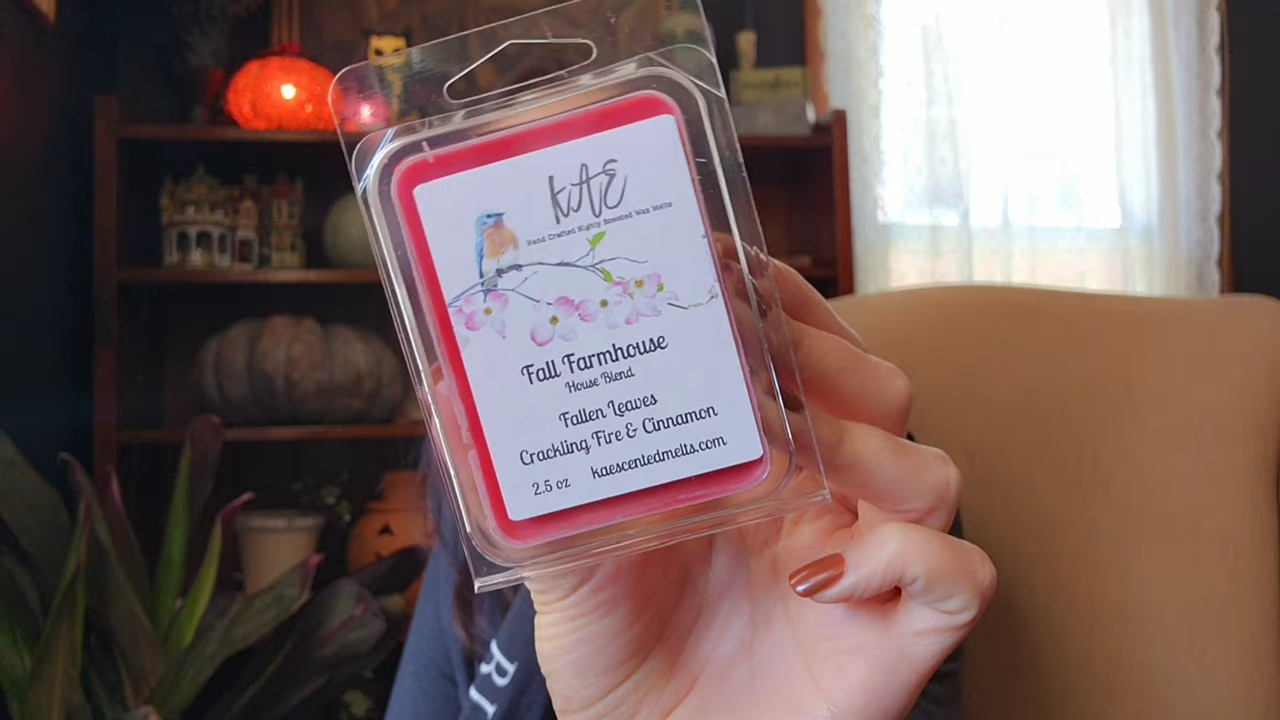 KAE
Hand Crafted Highly Scented Wax Melts
Fall Farmhouse
House Blend
Fallen Leaves
Crackling Fire & Cinnamon
2.5 oz kaescentedmelts.com
RI